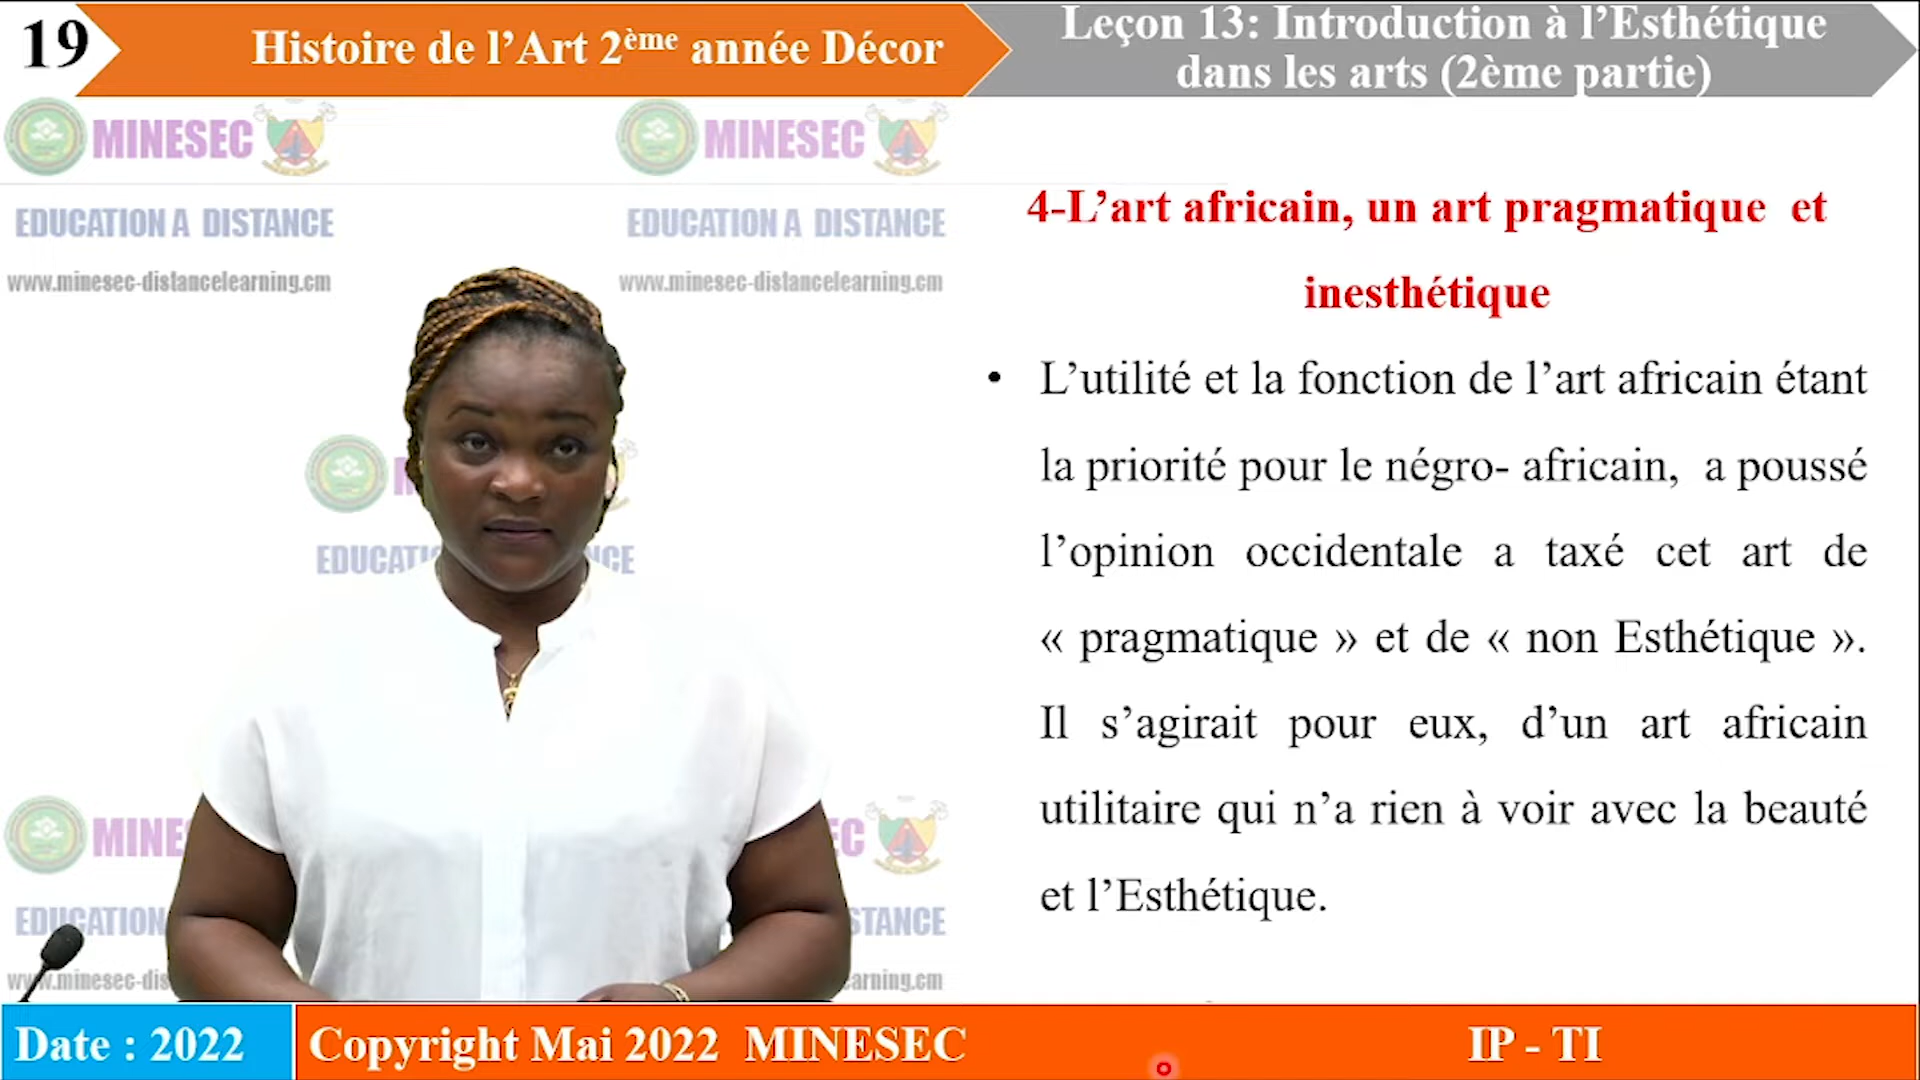 19
Histoire de l’Art 2ème année Décor
Leçon 13: Introduction à l’Esthétique
dans les arts (2ème partie)
MINESEC
MINESEC
EDUCATION A DISTANCE
EDUCATION A DISTANCE
www.minesec-distancelearning.cm
www.minesec-distancelearning.cm
4-L’art africain, un art pragmatique et
inesthétique
• L’utilité et la fonction de l’art africain étant
la priorité pour le négro- africain, a poussé
l’opinion occidentale a taxé cet art de
« pragmatique » et de « non Esthétique ».
Il s’agirait pour eux, d’un art africain
utilitaire qui n’a rien à voir avec la beauté
et l’Esthétique.
Date : 2022
Copyright Mai 2022 MINESEC
IP - TI